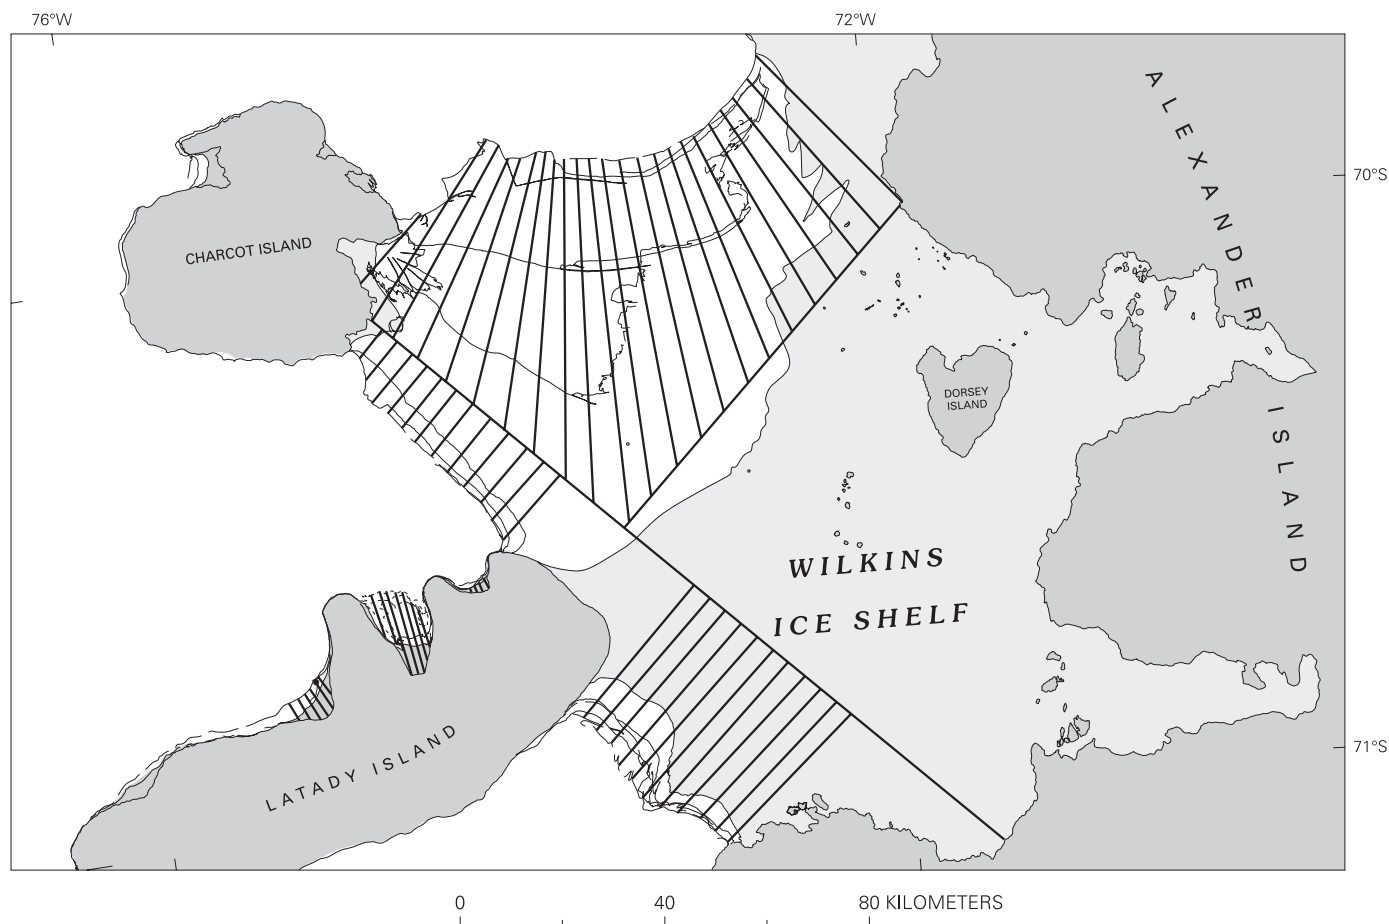 76°W
72°W
ALEXANDER ISLAND
70°S
CHARCOT ISLAND
DORSEY
ISLAND
WILKINS
ICE SHELF
LATADY ISLAND
71°S
0 40 80 KILOMETERS